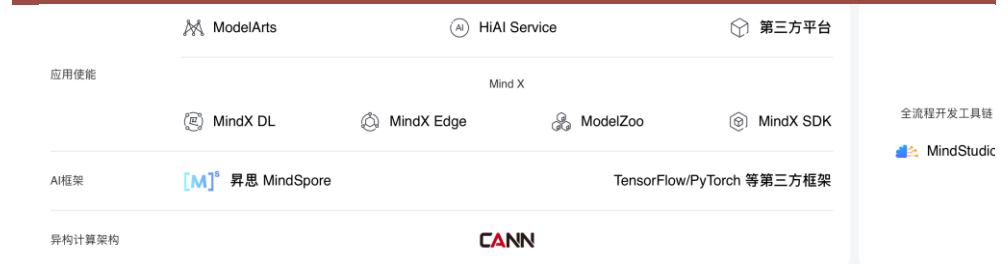 ModelArts
HiAI Service
第三方平台
应用使能
Mind X
MindX DL
MindX Edge
ModelZoo
MindX SDK
AI框架
[M]s 昇思 MindSpore
TensorFlow/PyTorch 等第三方框架
异构计算架构
CANN
全流程开发工具链
MindStudio